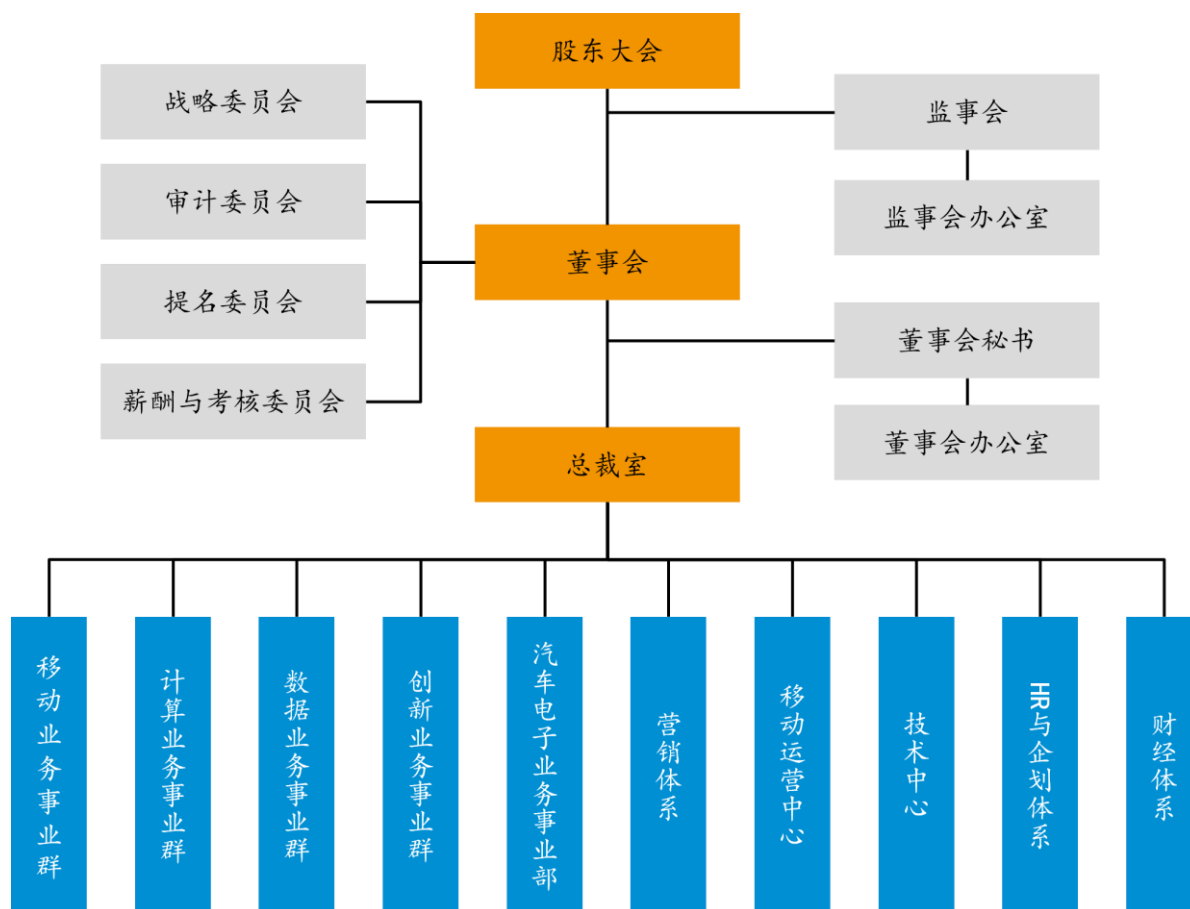 股东大会
战略委员会
监事会
审计委员会
监事会办公室
董事会
提名委员会
董事会秘书
薪酬与考核委员会
董事会办公室
总裁室
移动业务事业群
计算业务事业群
数据业务事业群
创新业务事业群
汽车电子业务事业部
营销体系
移动运营中心
技术中心
HR与企划体系
财经体系